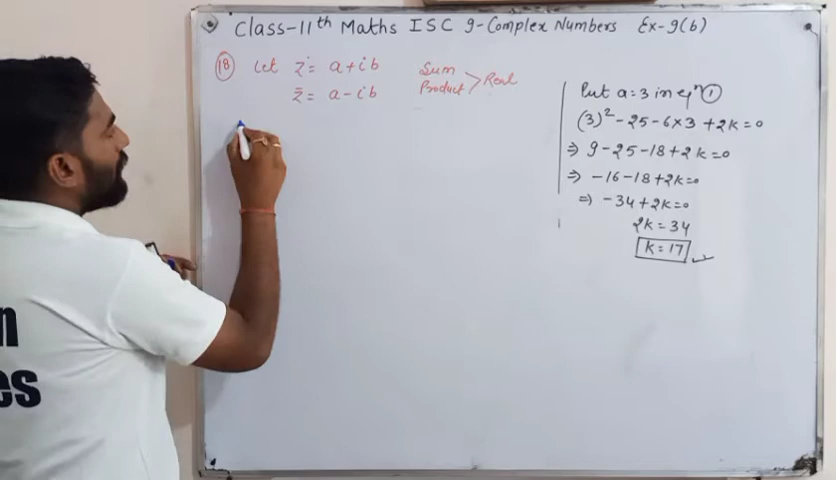 Class-11th Maths ISC 9-Complex Numbers Ex-9(b)
(18) Let z = a+ib
z̄ = a-ib
Sum
Product > Real
Put a=3 in eqn ①
(3)² - 25 - 6×3 + 2k = 0
⇒ 9-25-18+2k=0
⇒ -16-18+2k=0
⇒ -34+2k=0
2k = 34
k = 17
n
es